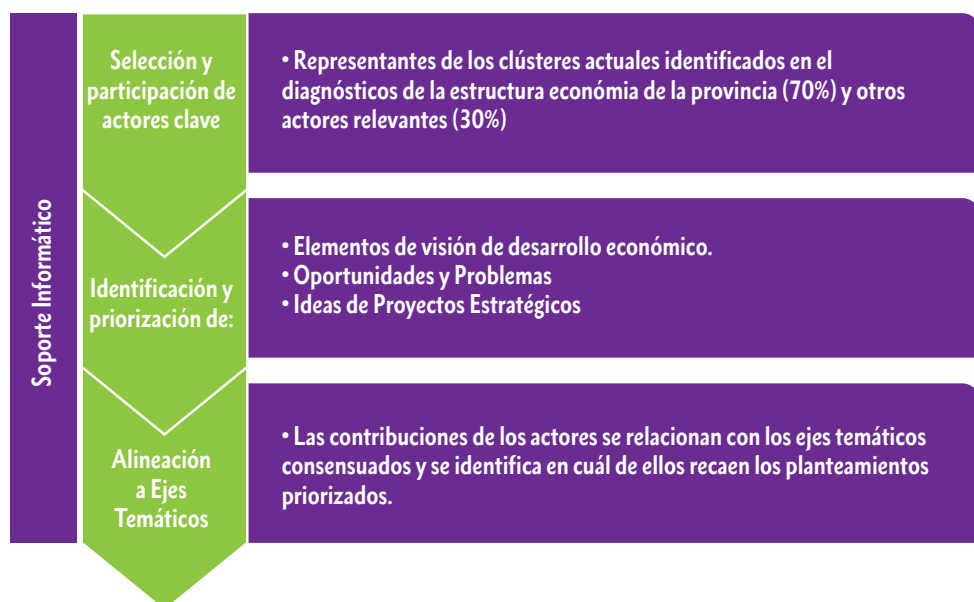 Soporte Informático
Selección y
participación de
actores clave
• Representantes de los clústeres actuales identificados en el
diagnósticos de la estructura económia de la provincia (70%) y otros
actores relevantes (30%)
Identificación y
priorización de:
• Elementos de visión de desarrollo económico.
• Oportunidades y Problemas
• Ideas de Proyectos Estratégicos
Alineación
a Ejes
Temáticos
• Las contribuciones de los actores se relacionan con los ejes temáticos
consensuados y se identifica en cuál de ellos recaen los planteamientos
priorizados.